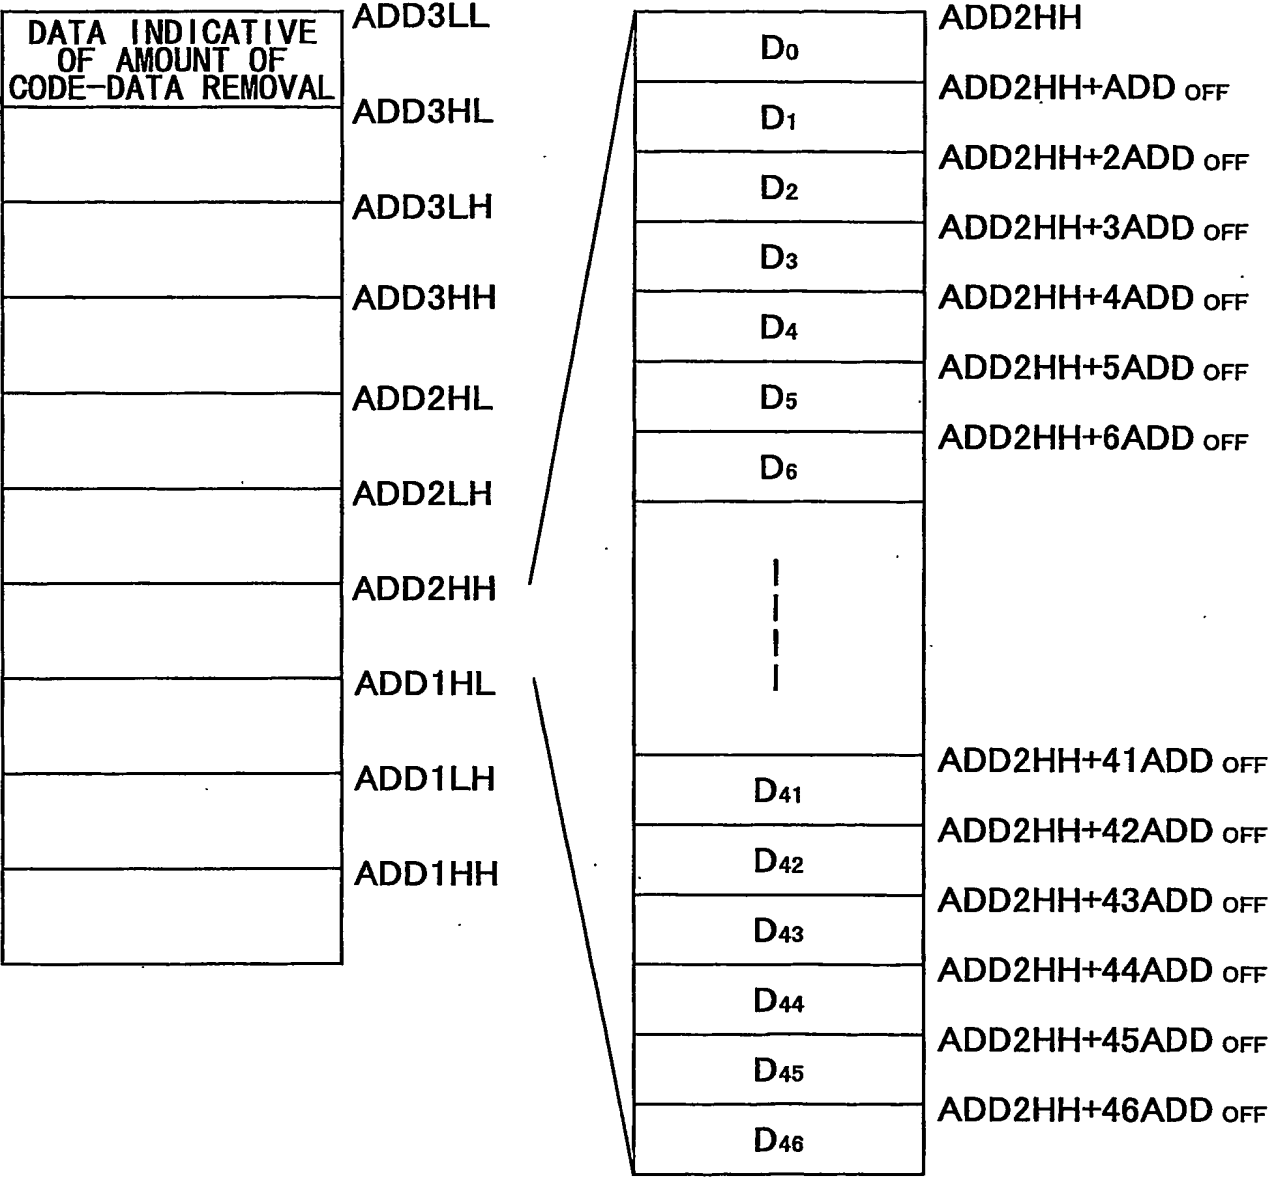 DATA INDICATIVE
OF AMOUNT OF
CODE-DATA REMOVAL
ADD3LL
ADD3HL
ADD3LH
ADD3HH
ADD2HL
ADD2LH
ADD2HH
ADD1HL
ADD1LH
ADD1HH
D0
D1
D2
D3
D4
D5
D6
D41
D42
D43
D44
D45
D46
ADD2HH
ADD2HH+ADD OFF
ADD2HH+2ADD OFF
ADD2HH+3ADD OFF
ADD2HH+4ADD OFF
ADD2HH+5ADD OFF
ADD2HH+6ADD OFF
ADD2HH+41ADD OFF
ADD2HH+42ADD OFF
ADD2HH+43ADD OFF
ADD2HH+44ADD OFF
ADD2HH+45ADD OFF
ADD2HH+46ADD OFF